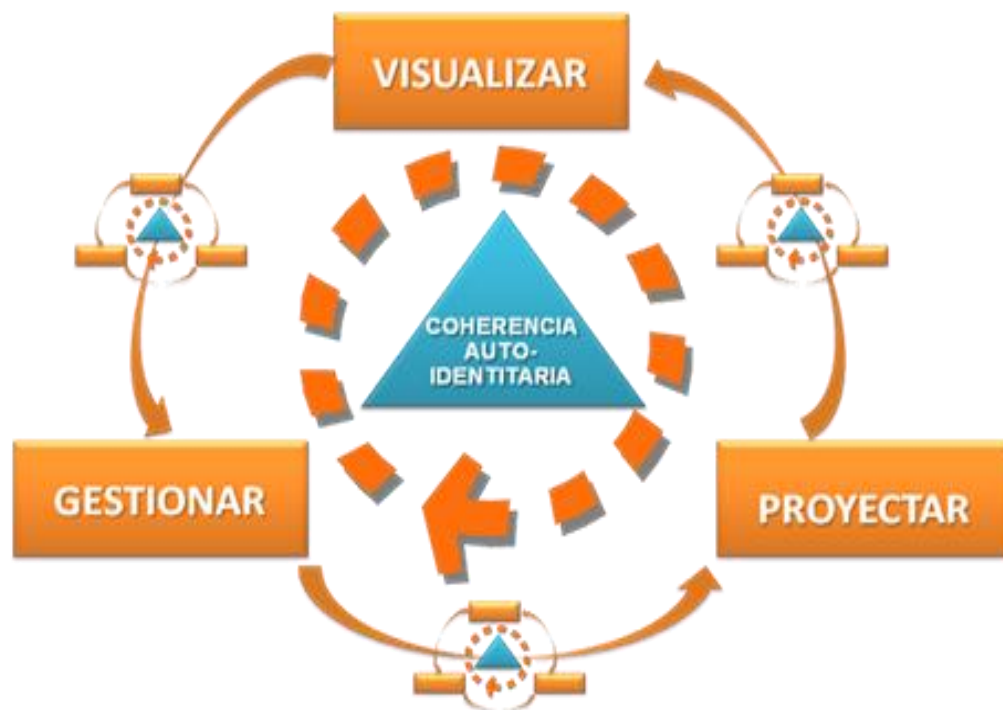 VISUALIZAR
COHERENCIA
AUTO-
IDENTITARIA
GESTIONAR
PROYECTAR